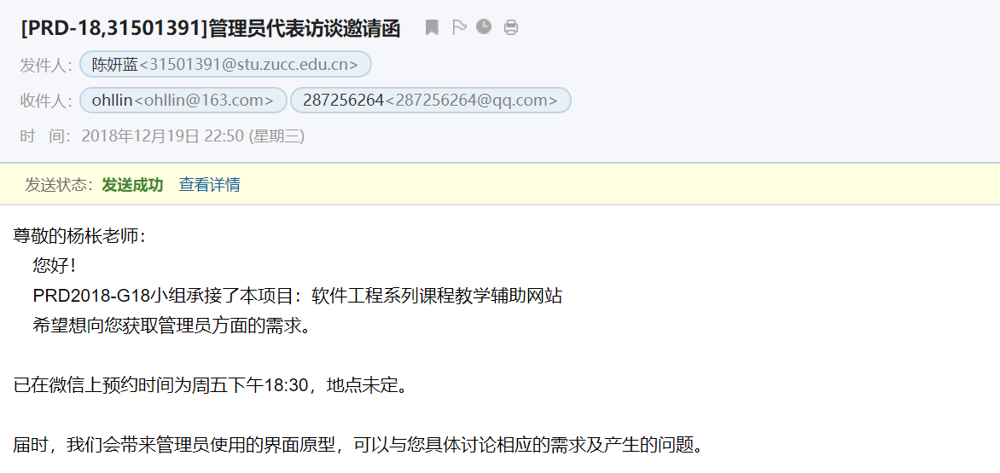 [PRD-18,31501391]管理员代表访谈邀请函
发件人：陈妍蓝<31501391@stu.zucc.edu.cn>
收件人：ohllin<ohllin@163.com> 287256264<287256264@qq.com>
时 间：2018年12月19日 22:50 (星期三)
发送状态：发送成功 查看详情
尊敬的杨枨老师：
您好！
PRD2018-G18小组承接了本项目：软件工程系列课程教学辅助网站
希望想向您获取管理员方面的需求。
已在微信上预约时间为周五下午18:30，地点未定。
届时，我们会带来管理员使用的界面原型，可以与您具体讨论相应的需求及产生的问题。